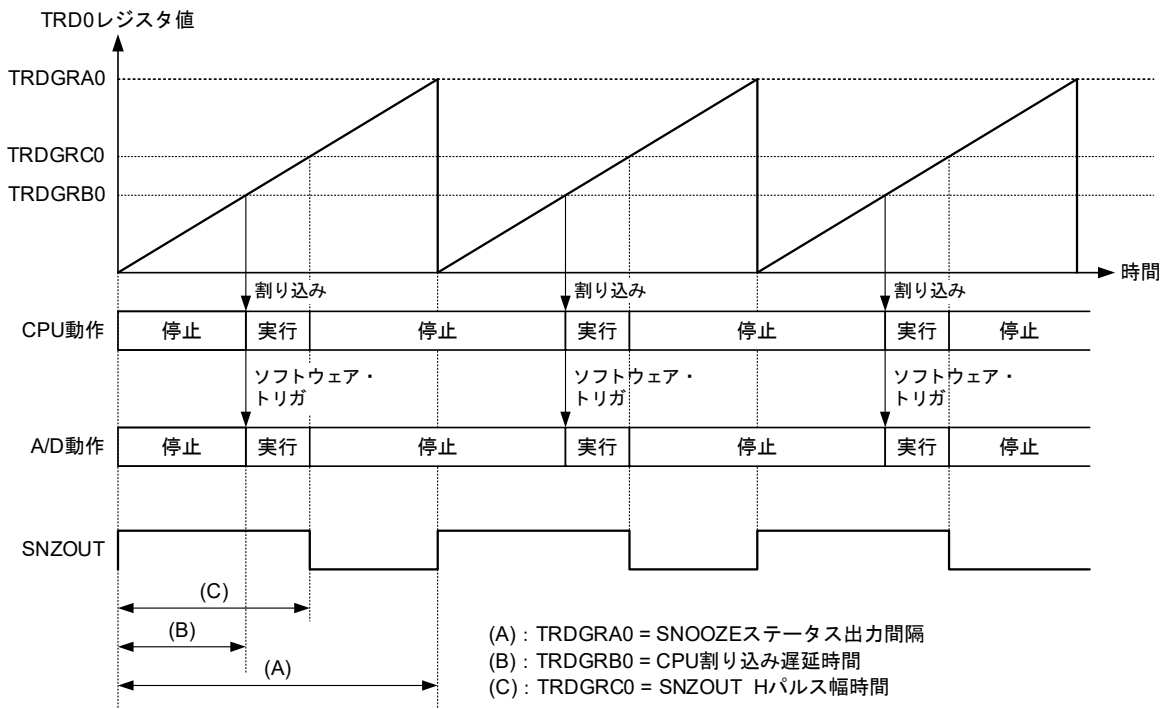 TRD0レジスタ値
TRDGRA0
TRDGRC0
TRDGRB0
時間
割り込み
割り込み
割り込み
CPU動作
停止
実行
停止
実行
停止
実行
停止
ソフトウェア・
トリガ
ソフトウェア・
トリガ
ソフトウェア・
トリガ
A/D動作
停止
実行
停止
実行
停止
実行
停止
SNZOUT
(C)
(B)
(A)
(A) : TRDGRA0 = SNOOZEステータス出力間隔
(B) : TRDGRB0 = CPU割り込み遅延時間
(C) : TRDGRC0 = SNZOUT Hパルス幅時間